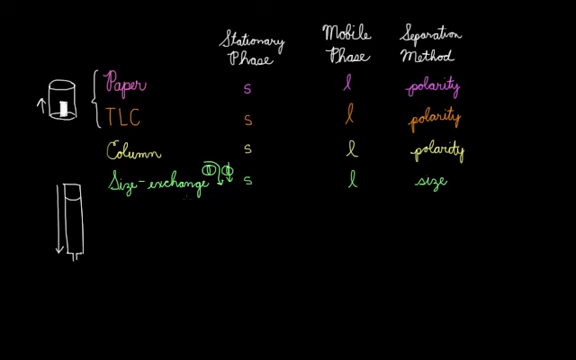 Stationary Phase
Mobile Phase
Separation Method
Paper s l polarity
TLC s l polarity
Column s l polarity
Size-exchange s l size